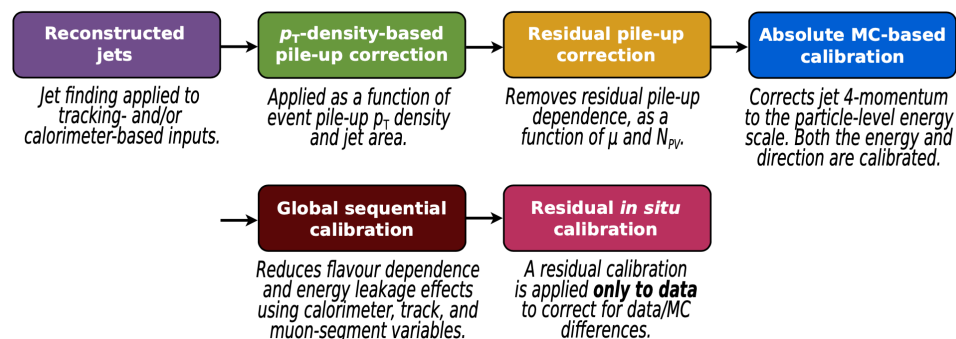 Reconstructed
jets
Jet finding applied to
tracking- and/or
calorimeter-based inputs.
pT-density-based
pile-up correction
Applied as a function of
event pile-up pT density
and jet area.
Residual pile-up
correction
Removes residual pile-up
dependence, as a
function of μ and NPV.
Absolute MC-based
calibration
Corrects jet 4-momentum
to the particle-level energy
scale. Both the energy and
direction are calibrated.
Global sequential
calibration
Reduces flavour dependence
and energy leakage effects
using calorimeter, track, and
muon-segment variables.
Residual in situ
calibration
A residual calibration
is applied only to data
to correct for data/MC
differences.